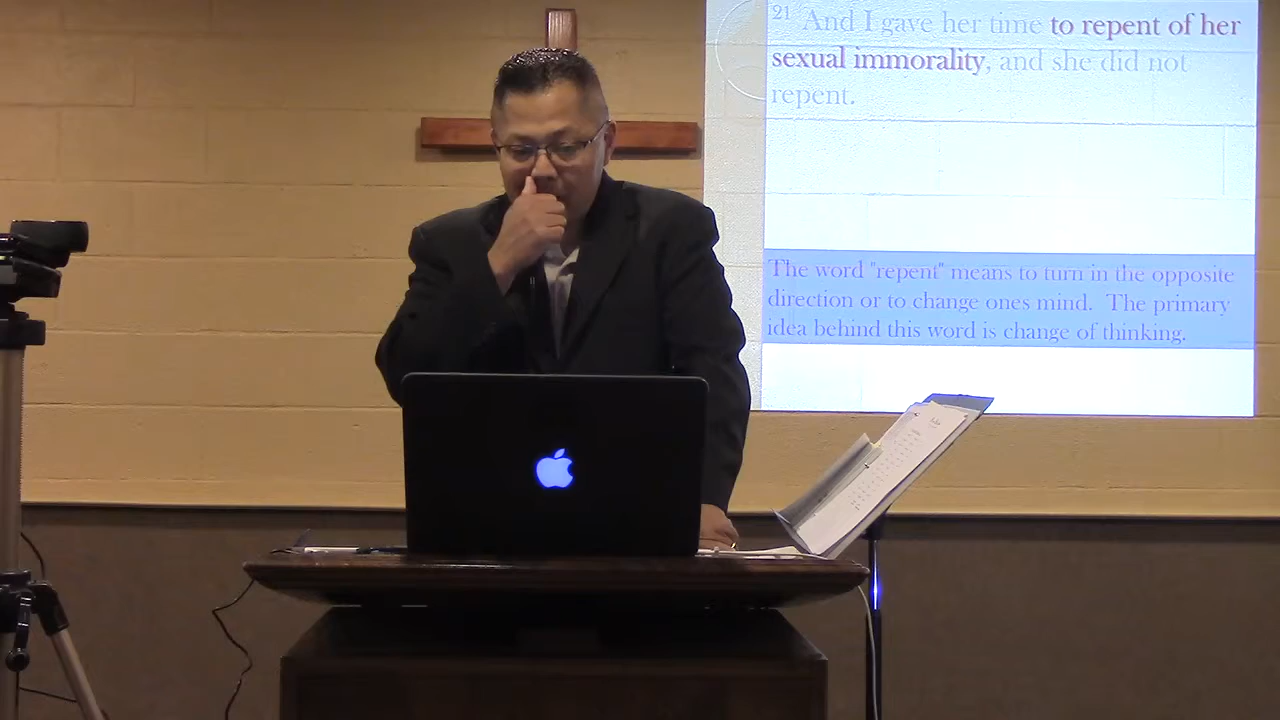 21 And I gave her time to repent of her
sexual immorality, and she did not
repent.
The word "repent" means to turn in the opposite
direction or to change ones mind. The primary
idea behind this word is change of thinking.